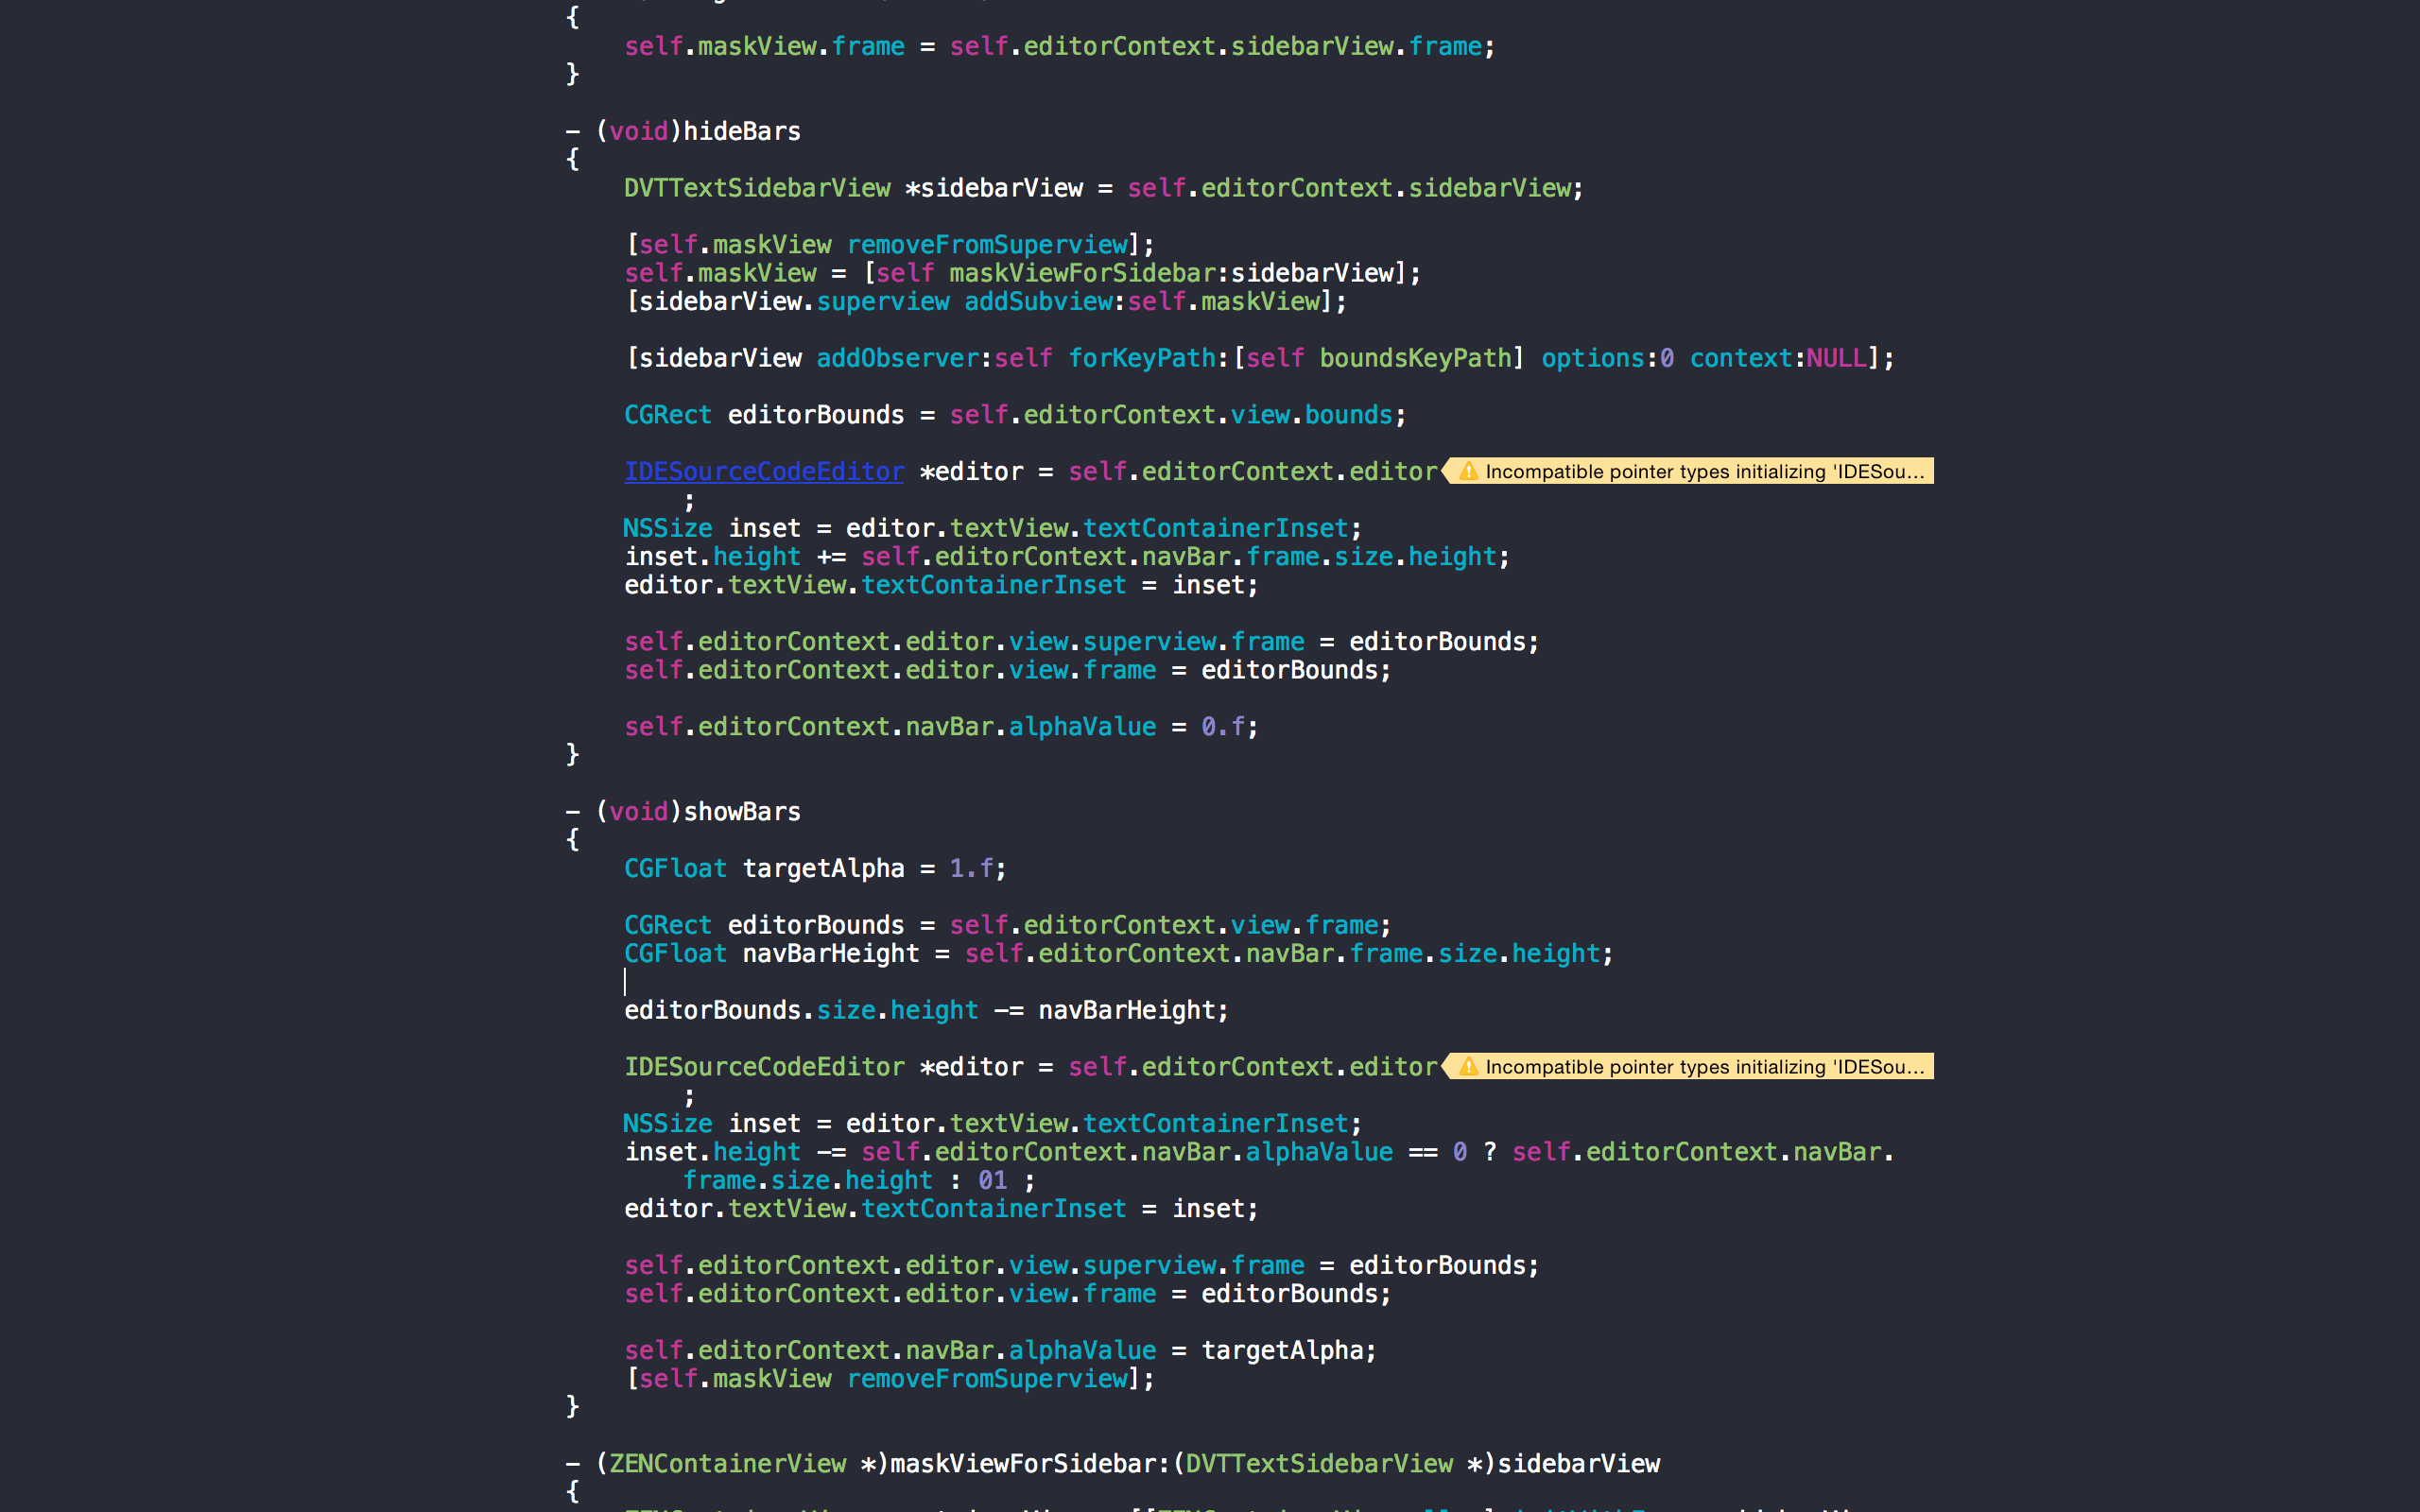 {
self.maskView.frame = self.editorContext.sidebarView.frame;
}
- (void)hideBars
{
DVTTextSidebarView *sidebarView = self.editorContext.sidebarView;
[self.maskView removeFromSuperview];
self.maskView = [self maskViewForSidebar:sidebarView];
[sidebarView.superview addSubview:self.maskView];
[sidebarView addObserver:self forKeyPath:[self boundsKeyPath] options:0 context:NULL];
CGRect editorBounds = self.editorContext.view.bounds;
IDESourceCodeEditor *editor = self.editorContext.editor ⚠ Incompatible pointer types initializing 'IDESou...
;
NSSize inset = editor.textView.textContainerInset;
inset.height += self.editorContext.navBar.frame.size.height;
editor.textView.textContainerInset = inset;
self.editorContext.editor.view.superview.frame = editorBounds;
self.editorContext.editor.view.frame = editorBounds;
self.editorContext.navBar.alphaValue = 0.f;
}
- (void)showBars
{
CGFloat targetAlpha = 1.f;
CGRect editorBounds = self.editorContext.view.frame;
CGFloat navBarHeight = self.editorContext.navBar.frame.size.height;
editorBounds.size.height -= navBarHeight;
IDESourceCodeEditor *editor = self.editorContext.editor ⚠ Incompatible pointer types initializing 'IDESou...
;
NSSize inset = editor.textView.textContainerInset;
inset.height -= self.editorContext.navBar.alphaValue == 0 ? self.editorContext.navBar.
frame.size.height : 01 ;
editor.textView.textContainerInset = inset;
self.editorContext.editor.view.superview.frame = editorBounds;
self.editorContext.editor.view.frame = editorBounds;
self.editorContext.navBar.alphaValue = targetAlpha;
[self.maskView removeFromSuperview];
}
- (ZENContainerView *)maskViewForSidebar:(DVTTextSidebarView *)sidebarView
{